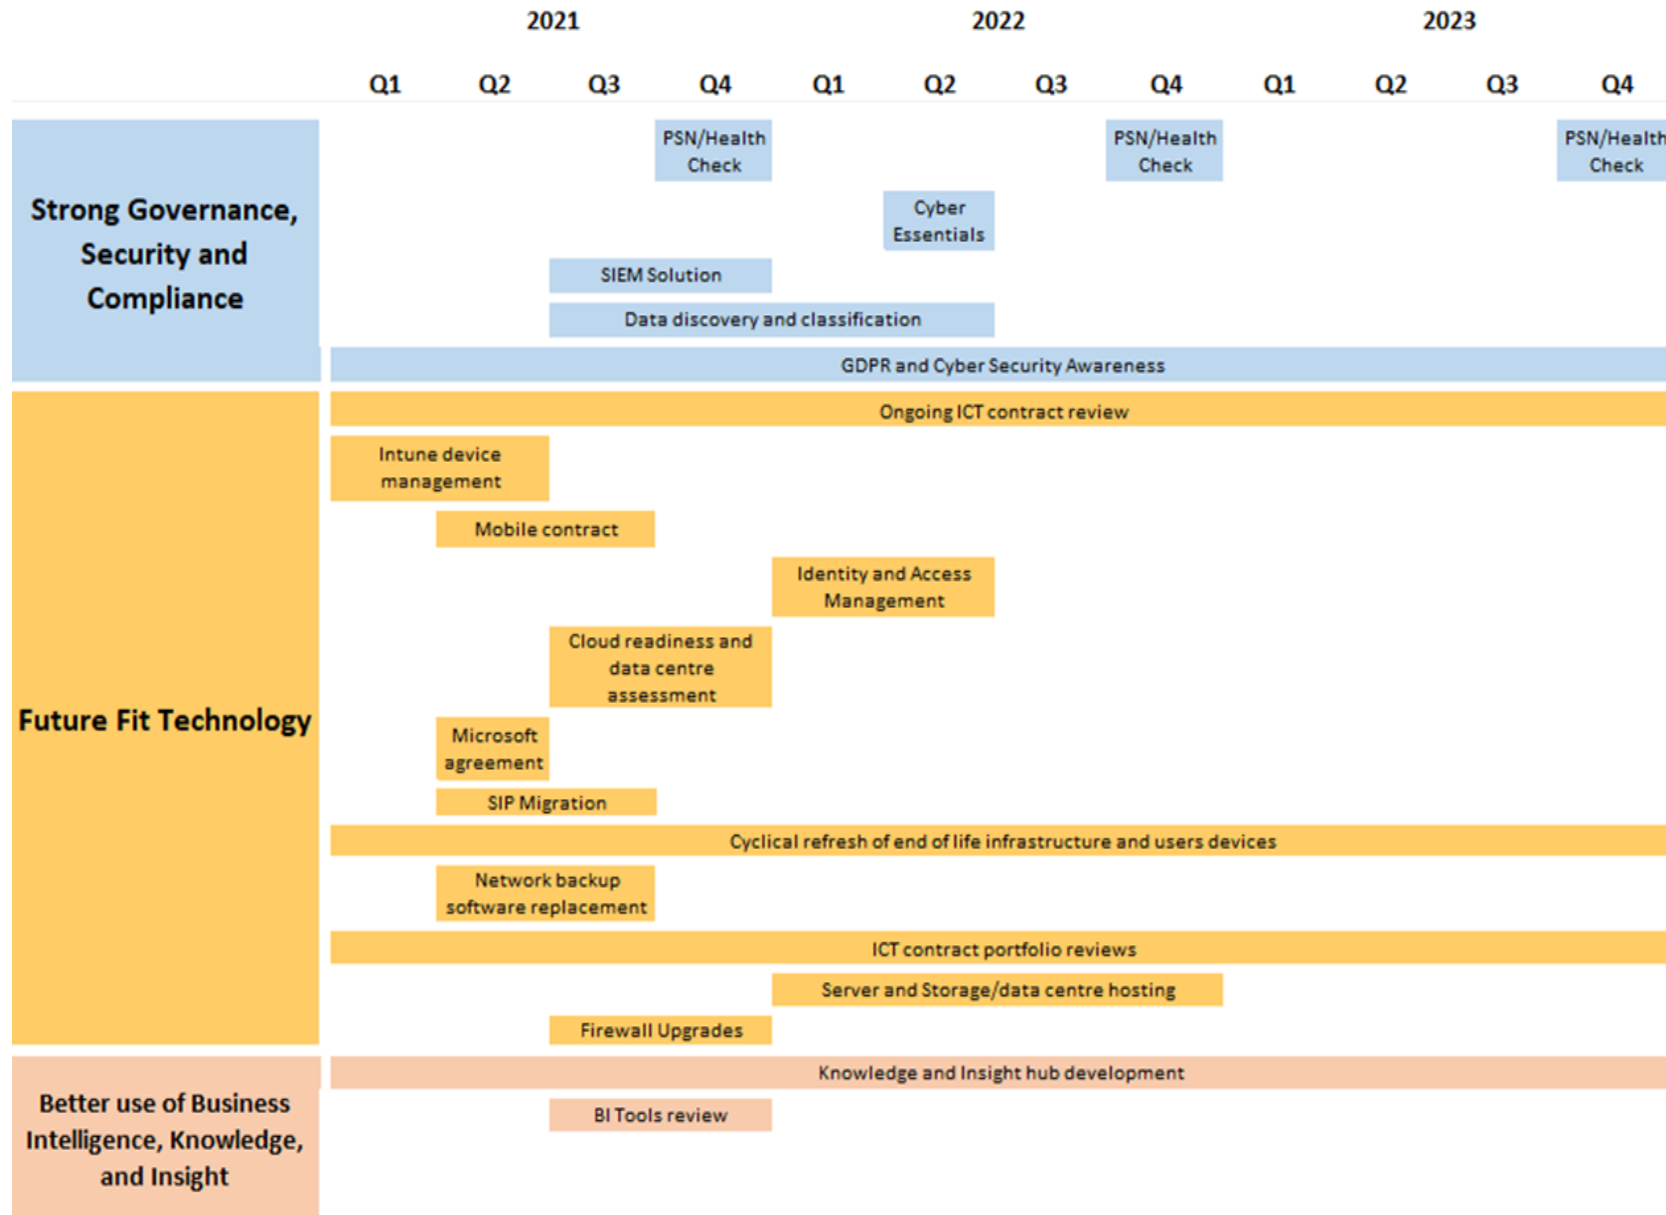 2021 2022 2023
Q1 Q2 Q3 Q4 Q1 Q2 Q3 Q4 Q1 Q2 Q3 Q4
Strong Governance,
Security and
Compliance
PSN/Health
Check
PSN/Health
Check
PSN/Health
Check
Cyber
Essentials
SIEM Solution
Data discovery and classification
GDPR and Cyber Security Awareness
Future Fit Technology
Ongoing ICT contract review
Intune device
management
Mobile contract
Identity and Access
Management
Cloud readiness and
data centre
assessment
Microsoft
agreement
SIP Migration
Cyclical refresh of end of life infrastructure and users devices
Network backup
software replacement
ICT contract portfolio reviews
Server and Storage/data centre hosting
Firewall Upgrades
Better use of Business
Intelligence, Knowledge,
and Insight
Knowledge and Insight hub development
BI Tools review